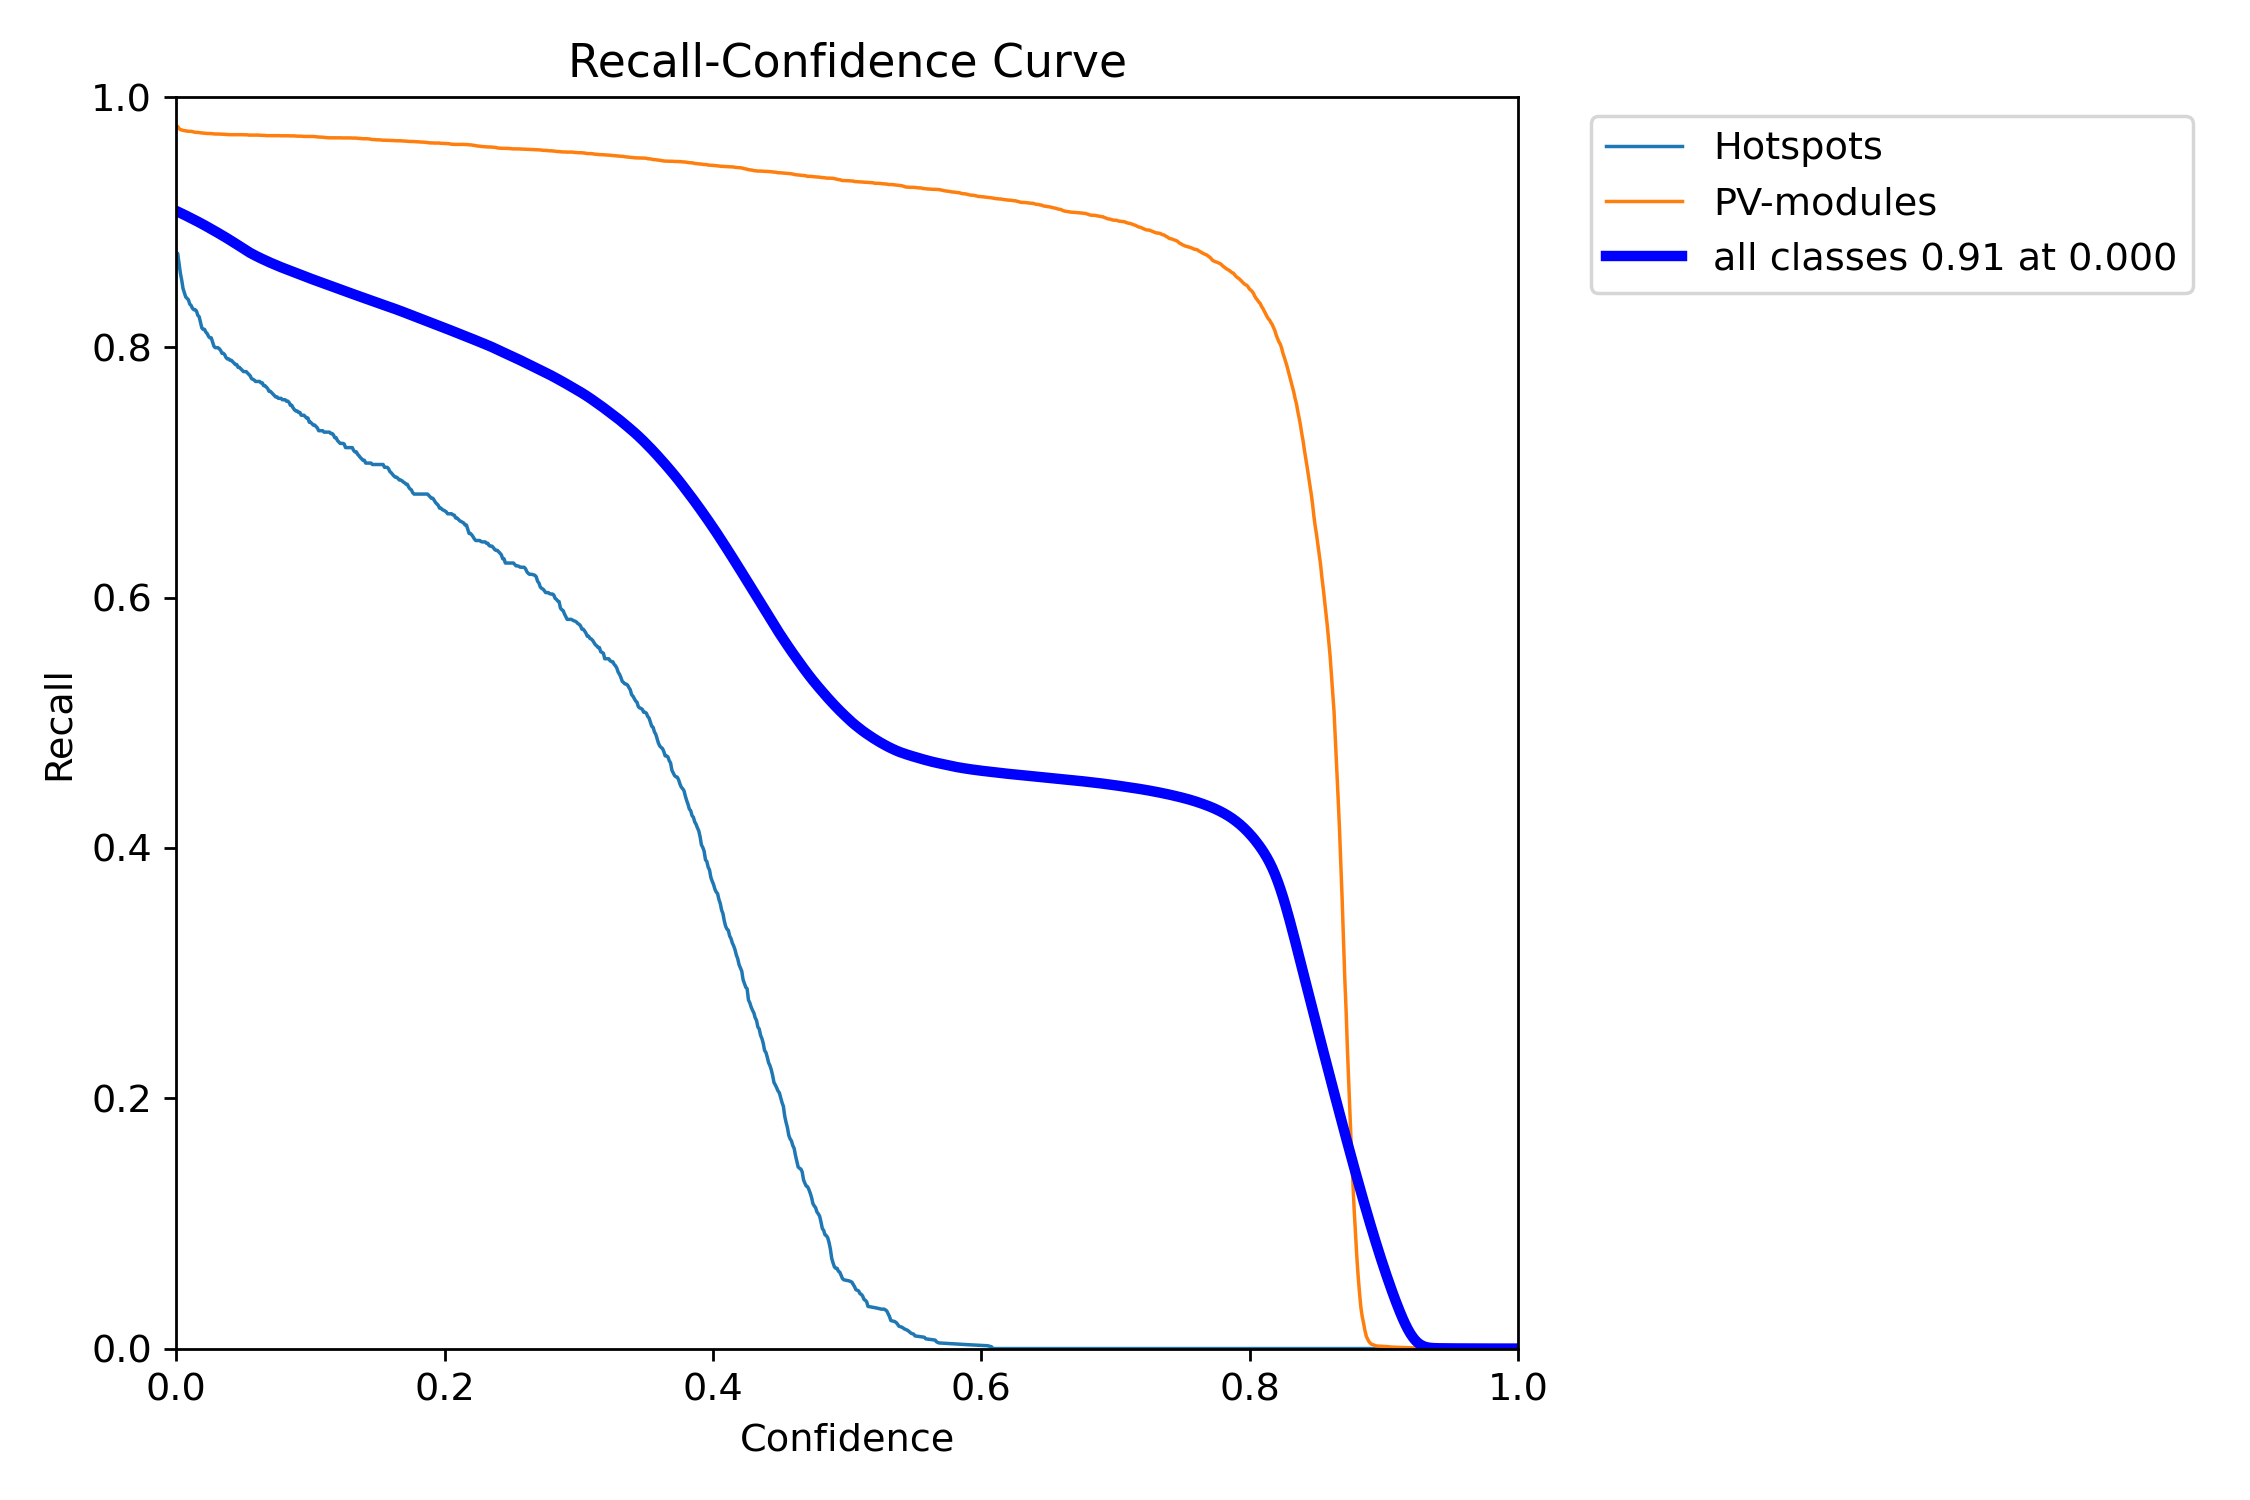 Recall-Confidence Curve
1.0
0.8
0.6
0.4
0.2
0.0
Recall
0.0 0.2 0.4 0.6 0.8 1.0
Confidence
Hotspots
PV-modules
all classes 0.91 at 0.000